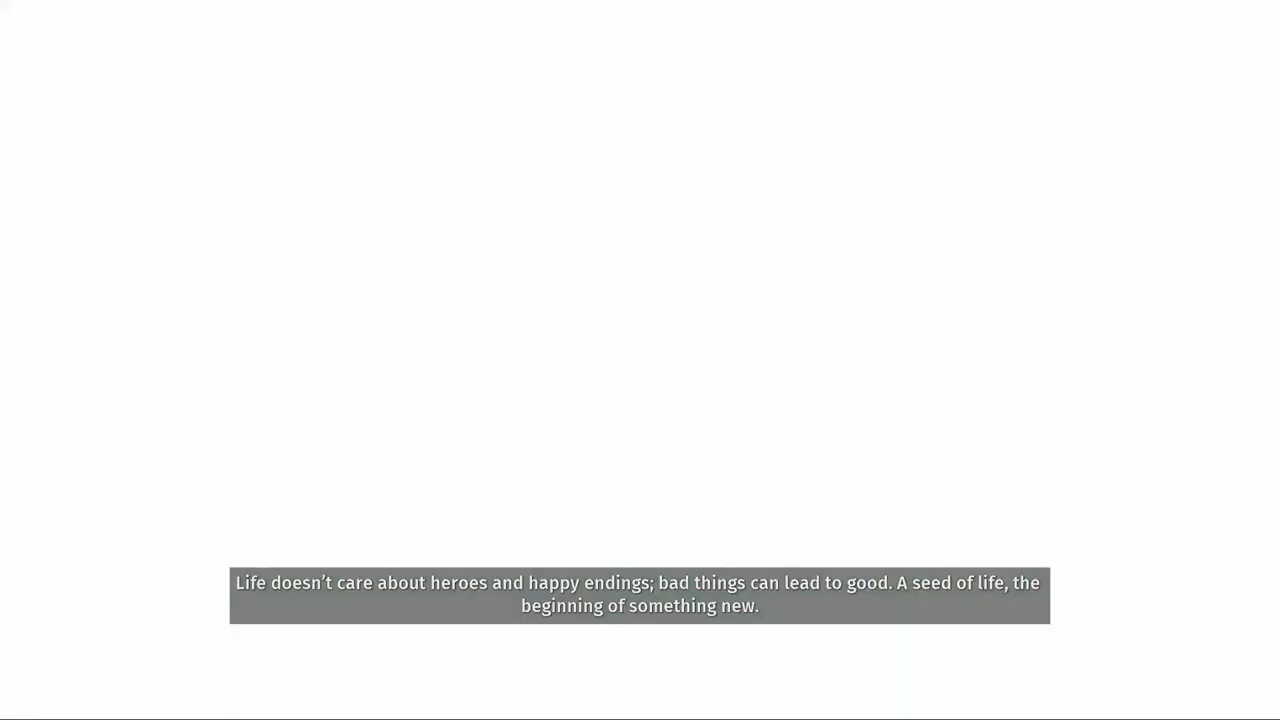 Life doesn’t care about heroes and happy endings; bad things can lead to good. A seed of life, the
beginning of something new.